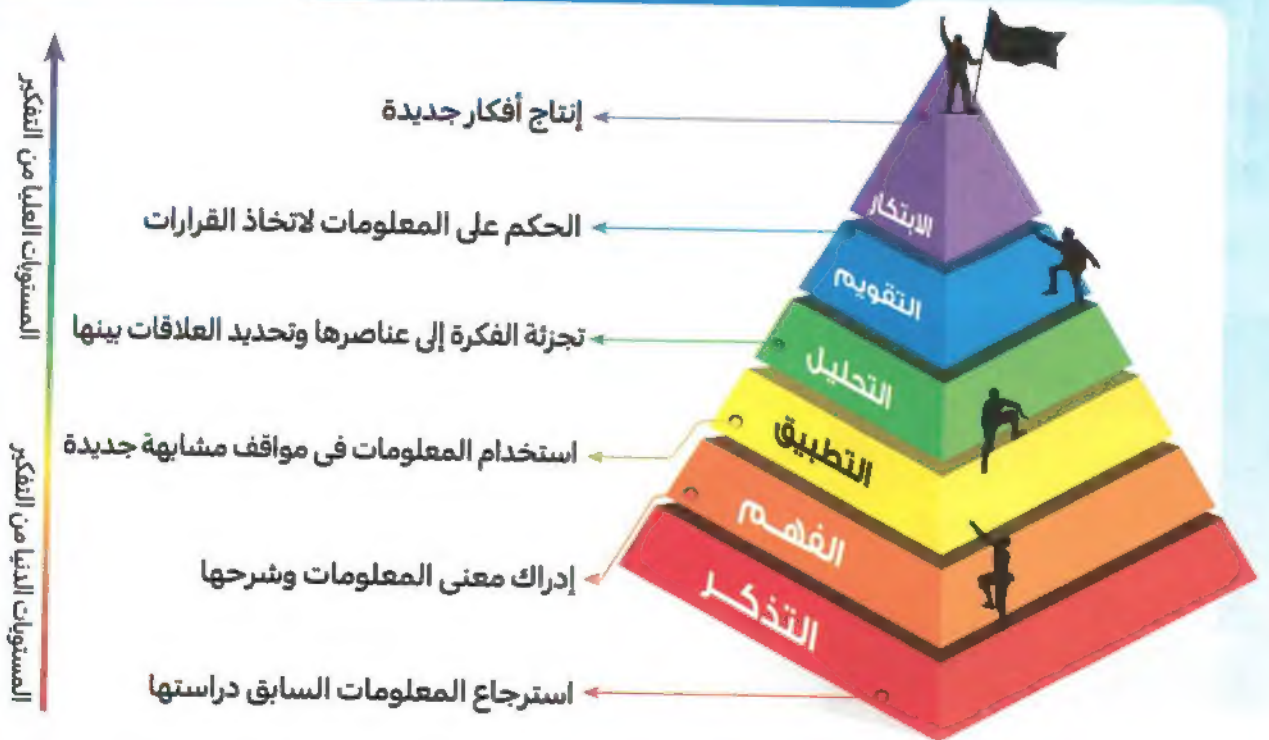 إنتاج أفكار جديدة
الابتكار
الحكم على المعلومات لاتخاذ القرارات
التقويم
تجزئة الفكرة إلى عناصرها وتحديد العلاقات بينها
التحليل
استخدام المعلومات فى مواقف مشابهة جديدة
التطبيق
إدراك معنى المعلومات وشرحها
الفهم
استرجاع المعلومات السابق دراستها
التذكر
المستويات العليا من التفكير
المستويات الدنيا من التفكير